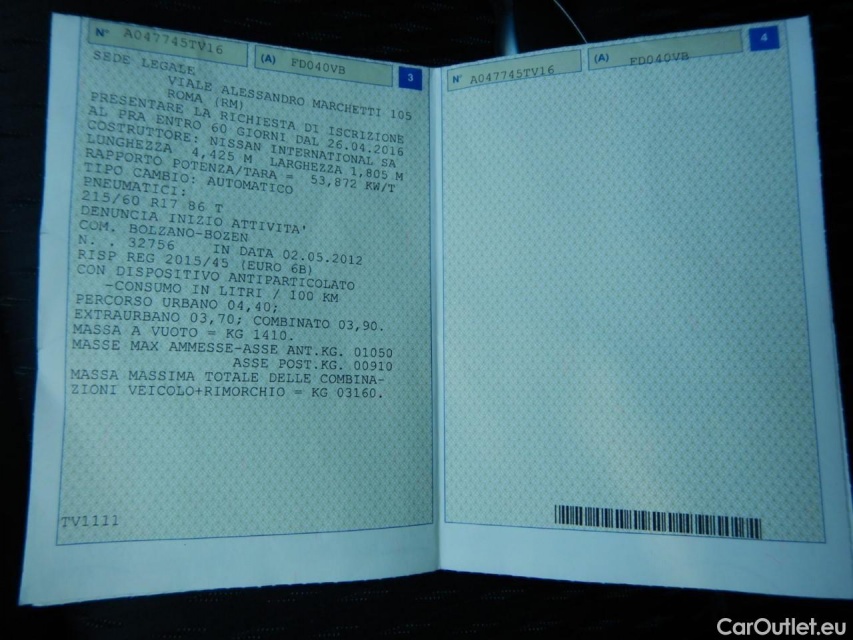 N° A047745TV16 (A) FD040VB 3
SEDE LEGALE
VIALE ALESSANDRO MARCHETTI 105
ROMA (RM)
PRESENTARE LA RICHIESTA DI ISCRIZIONE
AL PRA ENTRO 60 GIORNI DAL 26.04.2016
COSTRUTTORE: NISSAN INTERNATIONAL SA
LUNGHEZZA 4,425 M LARGHEZZA 1,805 M
RAPPORTO POTENZA/TARA = 53,872 KW/T
TIPO CAMBIO: AUTOMATICO
PNEUMATICI:
215/60 R17 86 T
DENUNCIA INIZIO ATTIVITA'
COM. BOLZANO-BOZEN
N. . 32756 IN DATA 02.05.2012
RISP REG 2015/45 (EURO 6B)
CON DISPOSITIVO ANTIPARTICOLATO
-CONSUMO IN LITRI / 100 KM
PERCORSO URBANO 04,40;
EXTRAURBANO 03,70; COMBINATO 03,90.
MASSA A VUOTO = KG 1410.
MASSE MAX AMMESSE-ASSE ANT.KG. 01050
ASSE POST.KG. 00910
MASSA MASSIMA TOTALE DELLE COMBINA-
ZIONI VEICOLO+RIMORCHIO = KG 03160.
TV1111
N° A047745TV16 (A) FD040VB 4
CarOutlet.eu